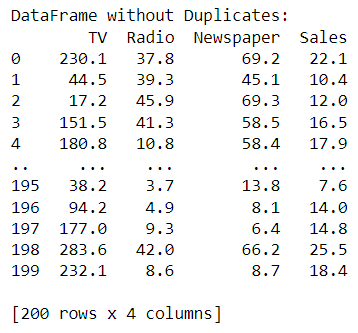 DataFrame without Duplicates:
        TV  Radio  Newspaper  Sales
0    230.1   37.8       69.2   22.1
1     44.5   39.3       45.1   10.4
2     17.2   45.9       69.3   12.0
3    151.5   41.3       58.5   16.5
4    180.8   10.8       58.4   17.9
..     ...    ...        ...    ...
195   38.2    3.7       13.8    7.6
196   94.2    4.9        8.1   14.0
197  177.0    9.3        6.4   14.8
198  283.6   42.0       66.2   25.5
199  232.1    8.6        8.7   18.4

[200 rows x 4 columns]